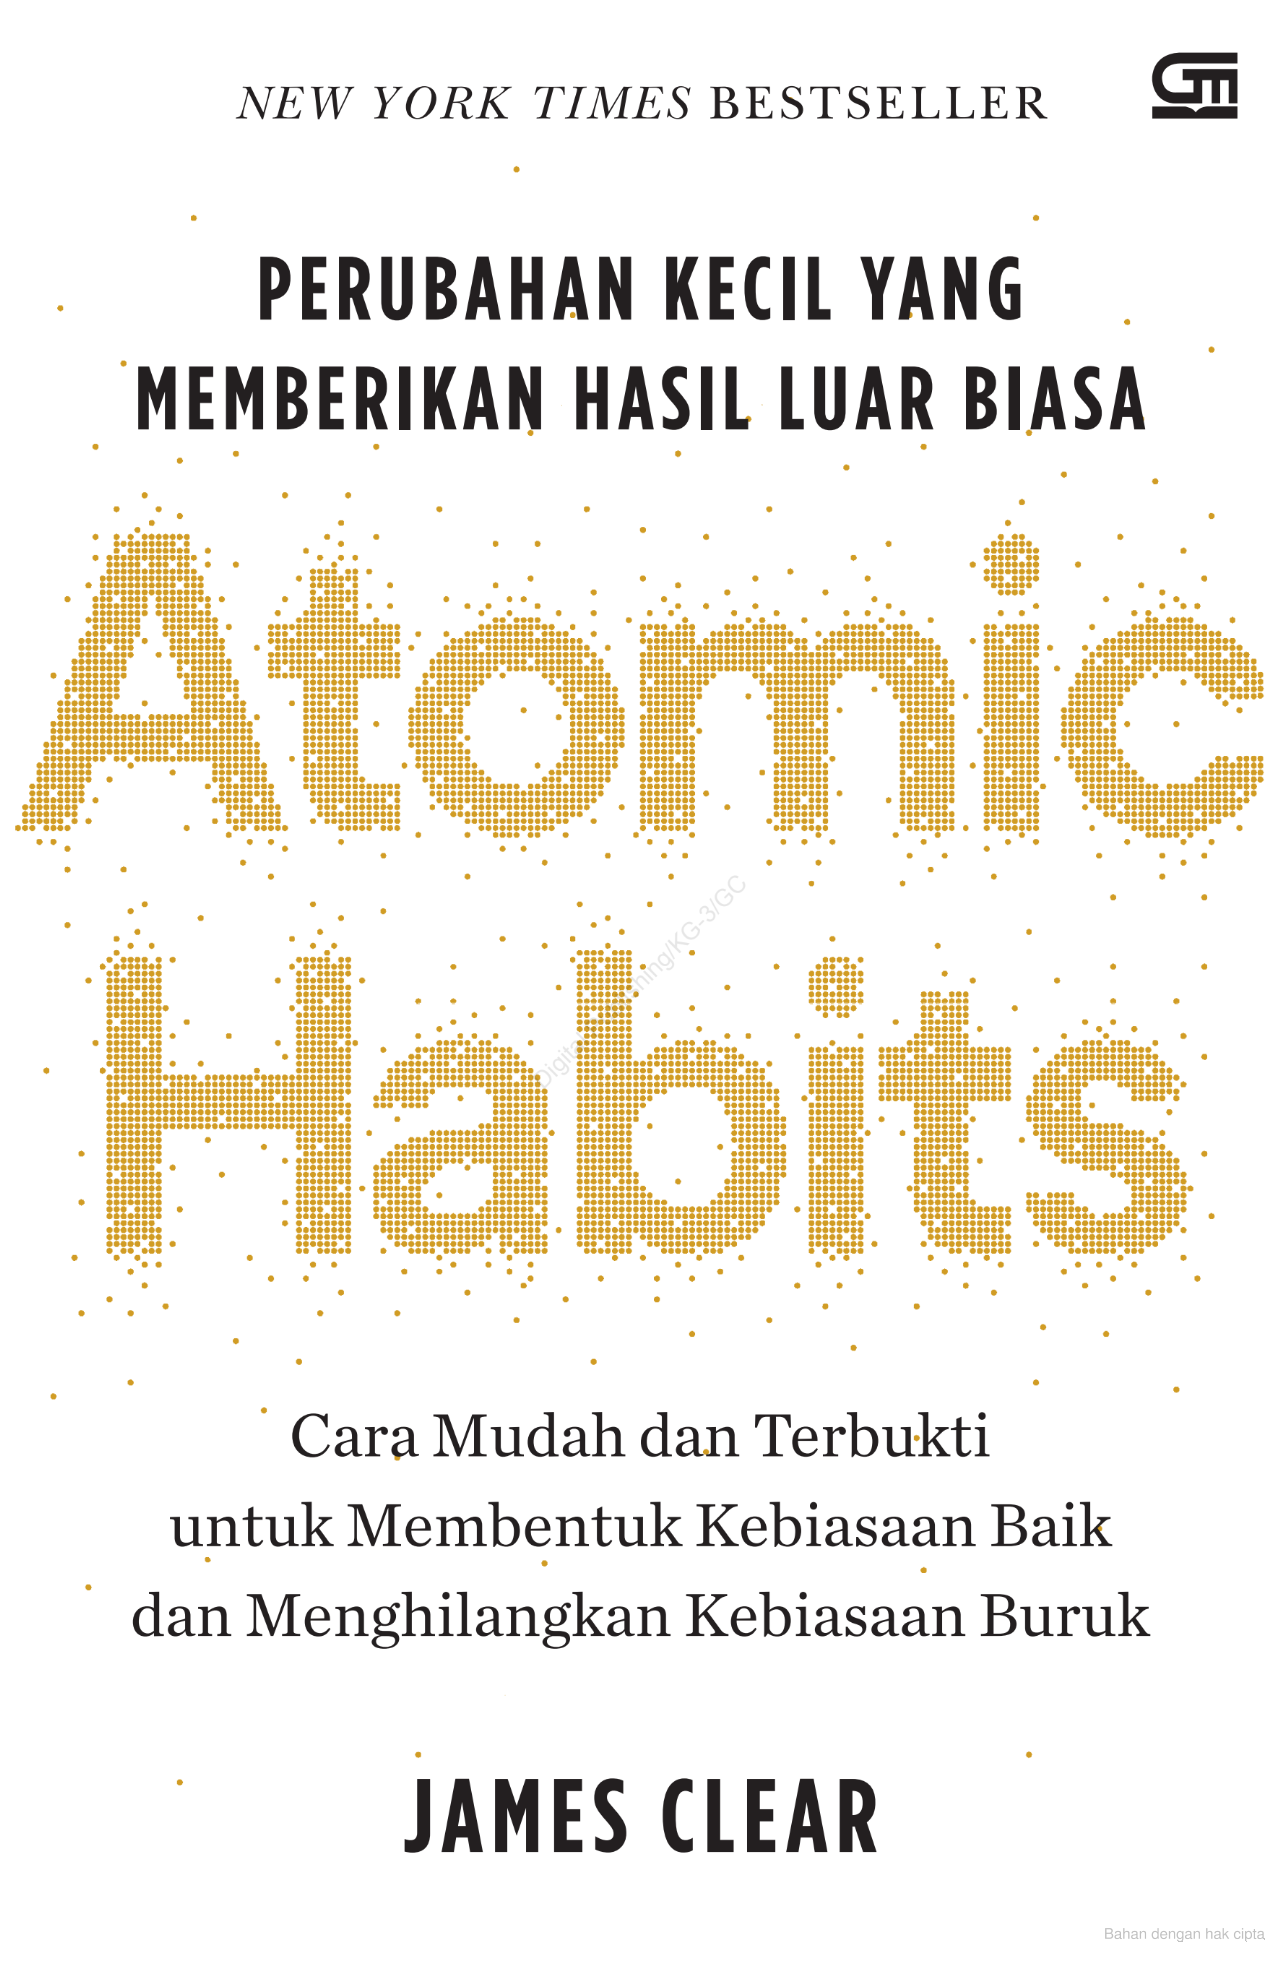 NEW YORK TIMES BESTSELLER
GM
PERUBAHAN KECIL YANG
MEMBERIKAN HASIL LUAR BIASA
Atomic
Habits
Cara Mudah dan Terbukti
untuk Membentuk Kebiasaan Baik
dan Menghilangkan Kebiasaan Buruk
JAMES CLEAR
Bahan dengan hak cipta